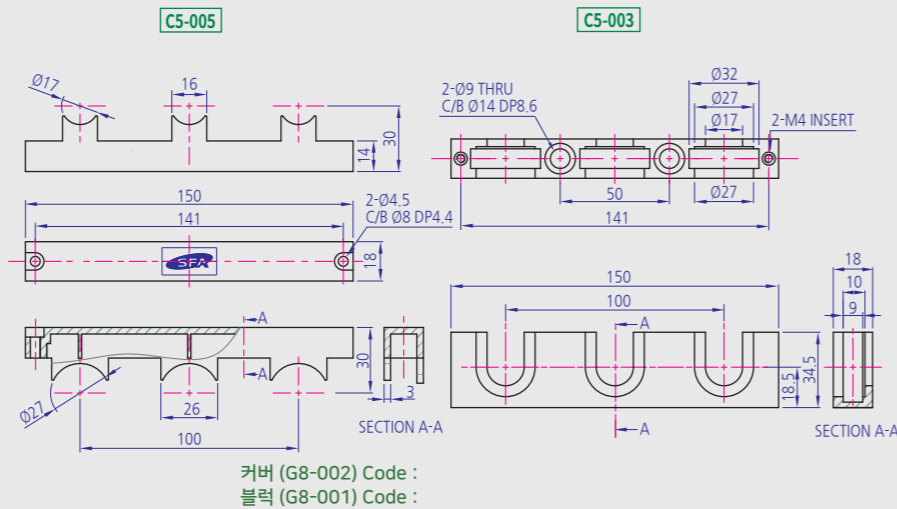 C5-005
C5-003
Ø17
16
30
14
150
141
2-Ø4.5
C/B Ø8 DP4.4
SFA
18
A
A
30
3
Ø27
26
100
SECTION A-A
2-Ø9 THRU
C/B Ø14 DP8.6
Ø32
Ø27
Ø17
2-M4 INSERT
50
Ø27
141
150
100
A
A
18.5
34.5
18
10
9
SECTION A-A
커버 (G8-002) Code :
블럭 (G8-001) Code :